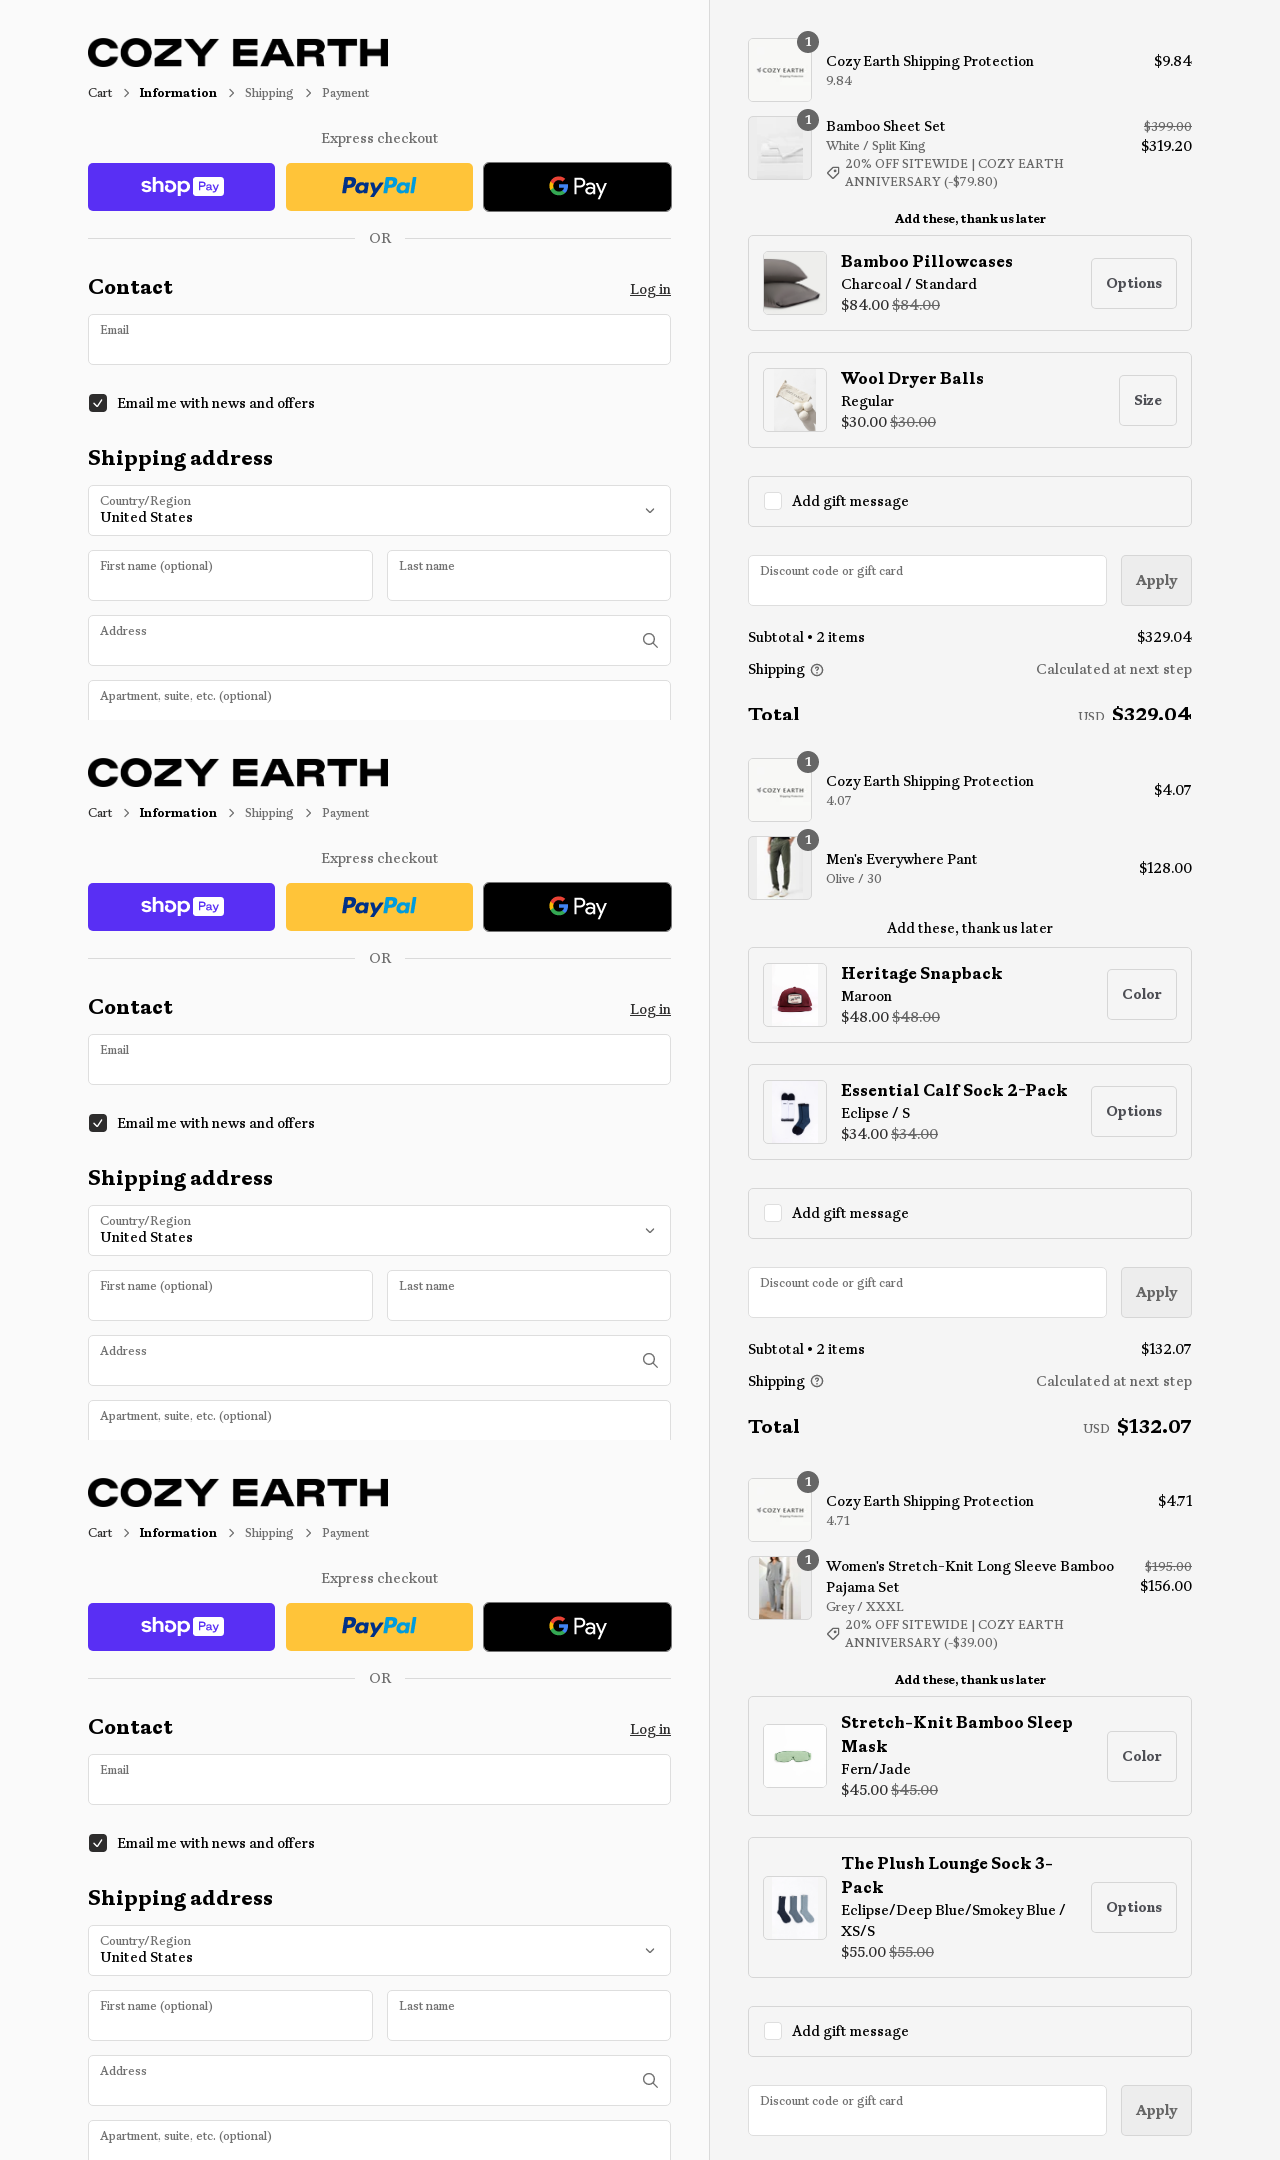 COZY EARTH
Cart > Information > Shipping > Payment
Express checkout
shop Pay
PayPal
G Pay
OR
Contact
Log in
Email
Email me with news and offers
Shipping address
Country/Region
United States
First name (optional)
Last name
Address
Apartment, suite, etc. (optional)
COZY EARTH
1
Cozy Earth Shipping Protection
$9.84
9.84
1
Bamboo Sheet Set
$399.00
White / Split King
$319.20
20% OFF SITEWIDE | COZY EARTH
ANNIVERSARY (-$79.80)
Add these, thank us later
Bamboo Pillowcases
Charcoal / Standard
$84.00 $84.00
Options
Wool Dryer Balls
Regular
$30.00 $30.00
Size
Add gift message
Discount code or gift card
Apply
Subtotal • 2 items
$329.04
Shipping
Calculated at next step
Total
USD $329.04
COZY EARTH
Cart > Information > Shipping > Payment
Express checkout
shop Pay
PayPal
G Pay
OR
Contact
Log in
Email
Email me with news and offers
Shipping address
Country/Region
United States
First name (optional)
Last name
Address
Apartment, suite, etc. (optional)
COZY EARTH
1
Cozy Earth Shipping Protection
$4.07
4.07
1
Men's Everywhere Pant
$128.00
Olive / 30
Add these, thank us later
Heritage Snapback
Maroon
$48.00 $48.00
Color
Essential Calf Sock 2-Pack
Eclipse / S
$34.00 $34.00
Options
Add gift message
Discount code or gift card
Apply
Subtotal • 2 items
$132.07
Shipping
Calculated at next step
Total
USD $132.07
COZY EARTH
Cart > Information > Shipping > Payment
Express checkout
shop Pay
PayPal
G Pay
OR
Contact
Log in
Email
Email me with news and offers
Shipping address
Country/Region
United States
First name (optional)
Last name
Address
Apartment, suite, etc. (optional)
COZY EARTH
1
Cozy Earth Shipping Protection
$4.71
4.71
1
Women's Stretch-Knit Long Sleeve Bamboo
Pajama Set
$195.00
$156.00
Grey / XXXL
20% OFF SITEWIDE | COZY EARTH
ANNIVERSARY (-$39.00)
Add these, thank us later
Stretch-Knit Bamboo Sleep
Mask
Fern/Jade
$45.00 $45.00
Color
The Plush Lounge Sock 3-
Pack
Eclipse/Deep Blue/Smokey Blue /
XS/S
$55.00 $55.00
Options
Add gift message
Discount code or gift card
Apply